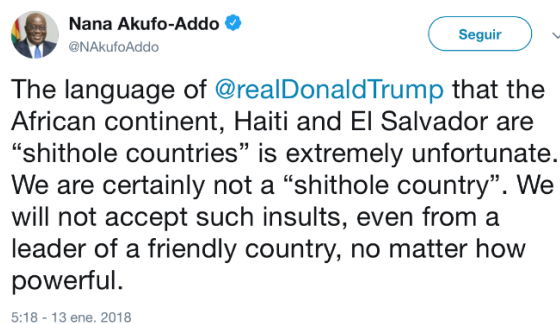 Nana Akufo-Addo
@NAkufoAddo
Seguir
The language of @realDonaldTrump that the
African continent, Haiti and El Salvador are
“shithole countries” is extremely unfortunate.
We are certainly not a “shithole country”. We
will not accept such insults, even from a
leader of a friendly country, no matter how
powerful.
5:18 - 13 ene. 2018